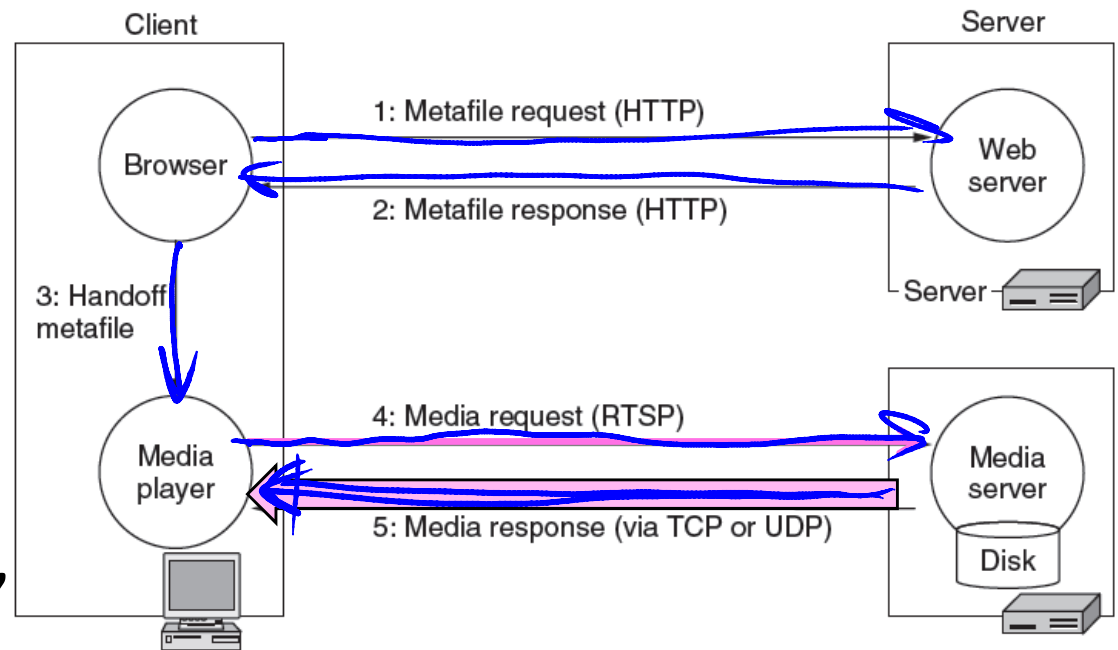 Client
Server
1: Metafile request (HTTP)
Browser
Web
server
2: Metafile response (HTTP)
3: Handoff
metafile
Server
4: Media request (RTSP)
Media
player
Media
server
5: Media response (via TCP or UDP)
Disk